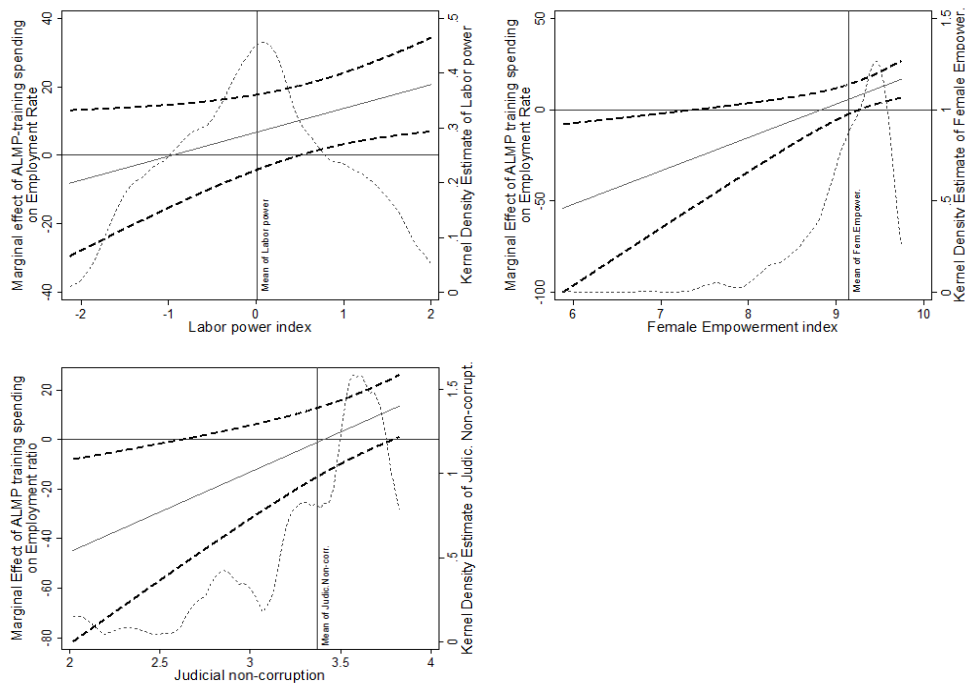 Marginal effect of ALMP-training spending
on Employment Rate
40
20
0
-20
40
.5
.4
.3
.2
.1
0
Kernel Density Estimate of Labor power
Mean of Labor power
-2
-1
0
1
2
Labor power index
Marginal Effect of ALMP training spending
on Employment Rate
50
0
-50
-100
1.5
1
.5
0
Kernel Density Estimate of Female Empower.
Mean of Fem.Empower.
6
7
8
9
10
Female Empowerment index
Marginal Effect of ALMP training spending
on Employment ratio
20
0
-20
-40
-60
-80
1.5
1
.5
0
Kernel Density Estimate of Judic. Non-corrupt.
Mean of Judic.Non-corr.
2
2.5
3
3.5
4
Judicial non-corruption